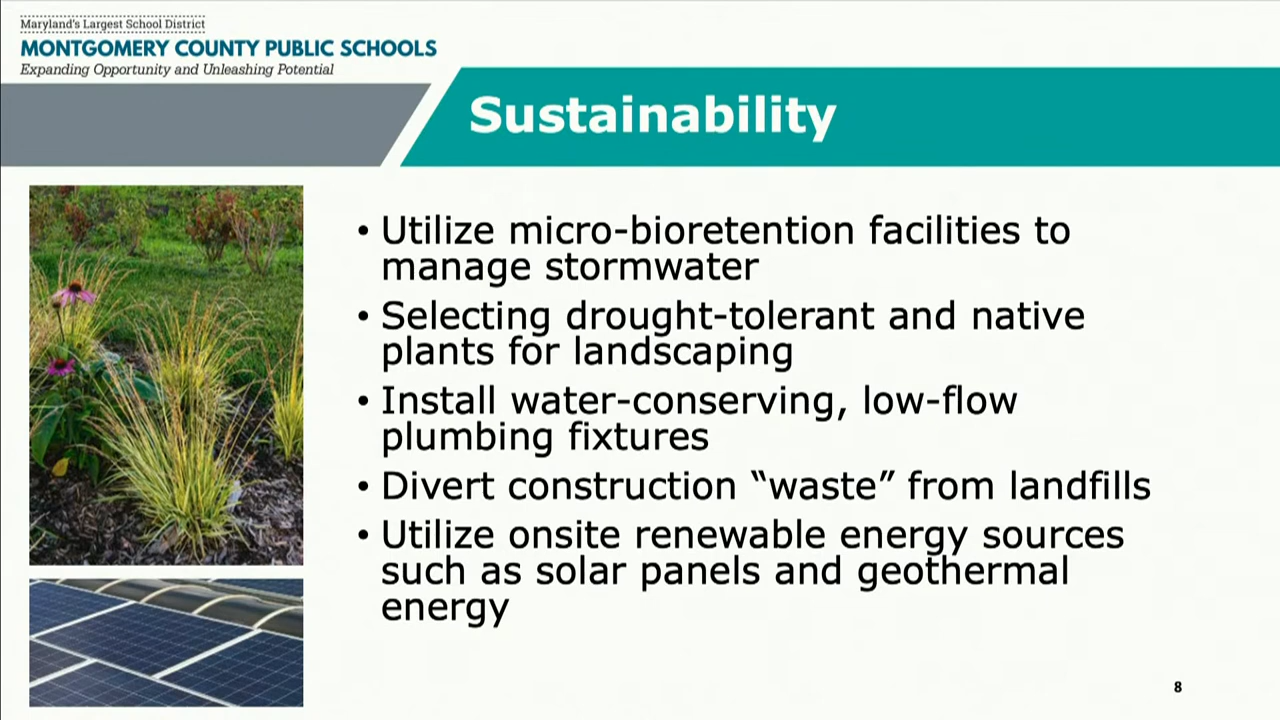 Maryland's Largest School District
MONTGOMERY COUNTY PUBLIC SCHOOLS
Expanding Opportunity and Unleashing Potential
Sustainability
• Utilize micro-bioretention facilities to
manage stormwater
• Selecting drought-tolerant and native
plants for landscaping
• Install water-conserving, low-flow
plumbing fixtures
• Divert construction “waste” from landfills
• Utilize onsite renewable energy sources
such as solar panels and geothermal
energy
8